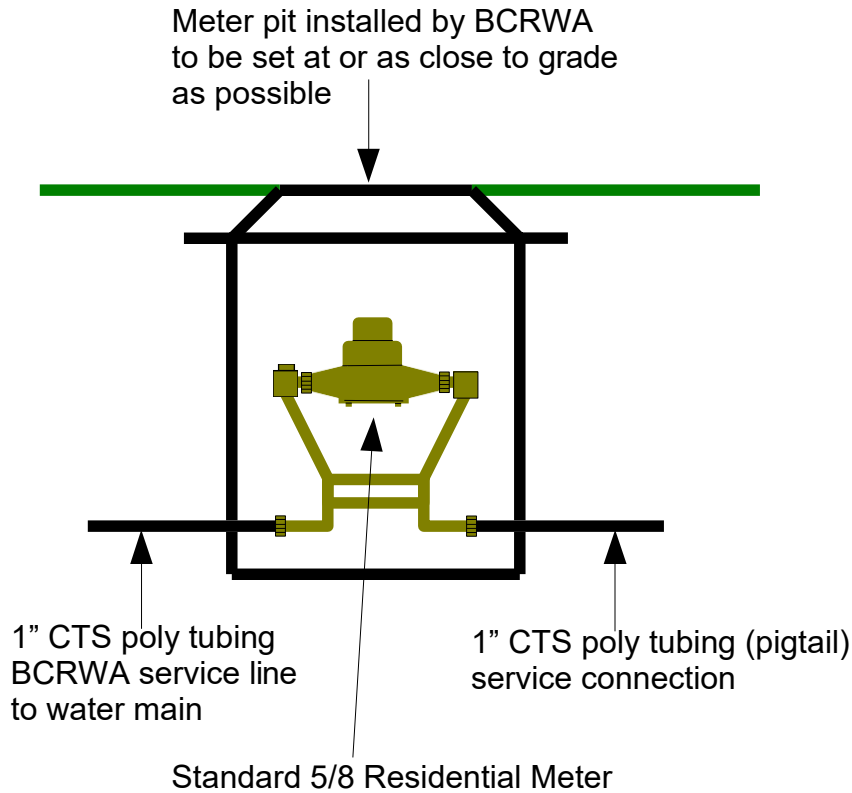 Meter pit installed by BCRWA
to be set at or as close to grade
as possible
1” CTS poly tubing
BCRWA service line
to water main
1” CTS poly tubing (pigtail)
service connection
Standard 5/8 Residential Meter